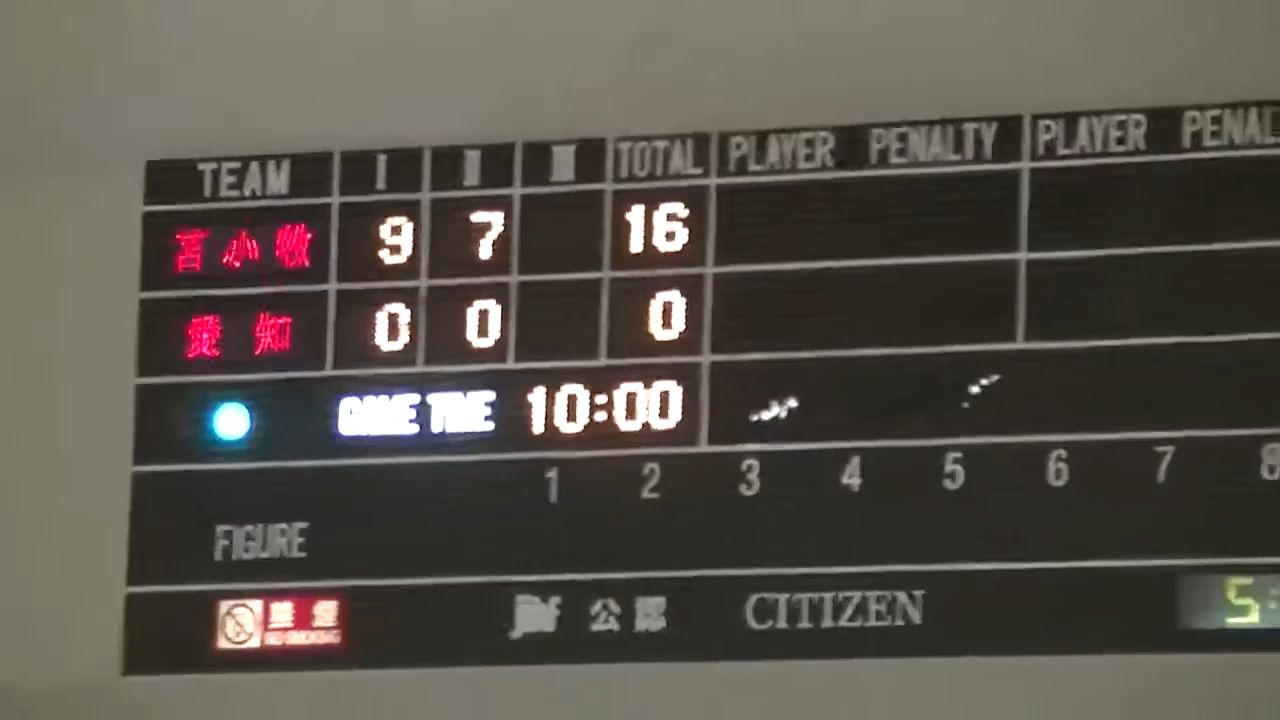 TEAM I II III TOTAL PLAYER PENALTY PLAYER PENAL
苫小牧 9 7 16
愛知 0 0 0
GAME TIME 10:00
1 2 3 4 5 6 7 8
FIGURE
禁煙 公認 CITIZEN 5:
NO SMOKING